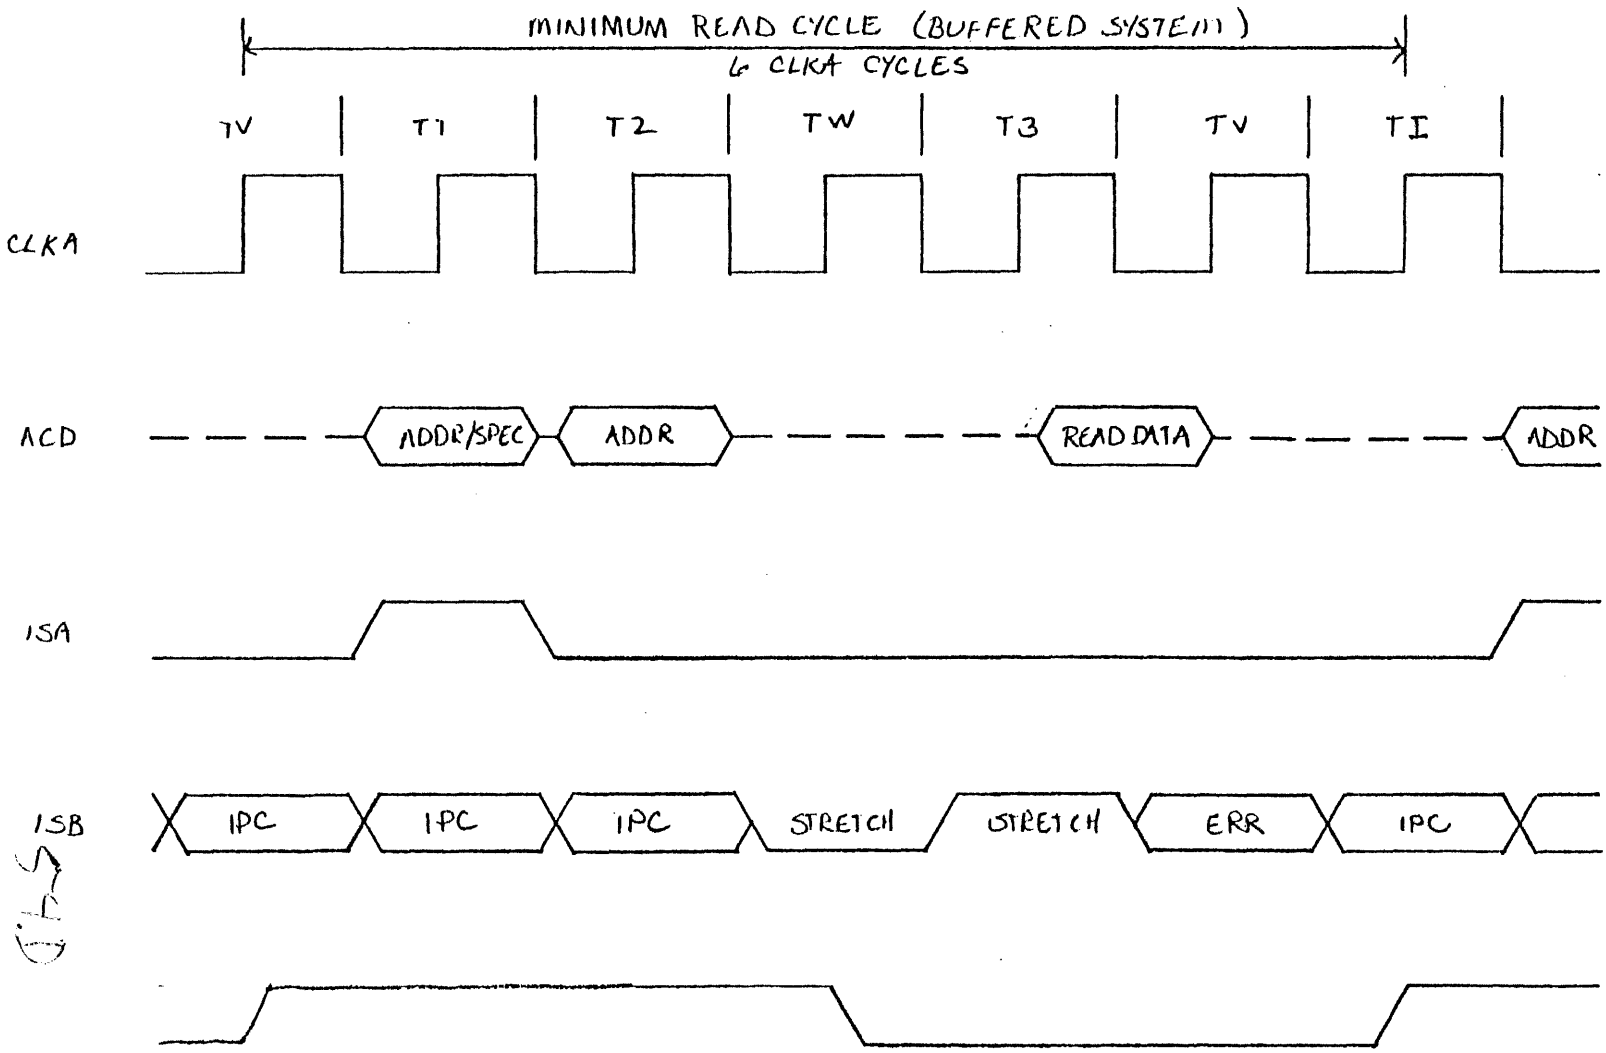 MINIMUM READ CYCLE (BUFFERED SYSTEM)
6 CLKA CYCLES
TV T1 T2 TW T3 TV TI
CLKA
ACD ADDR/SPEC ADDR READ DATA ADDR
ISA
ISB IPC IPC IPC STRETCH STRETCH ERR IPC